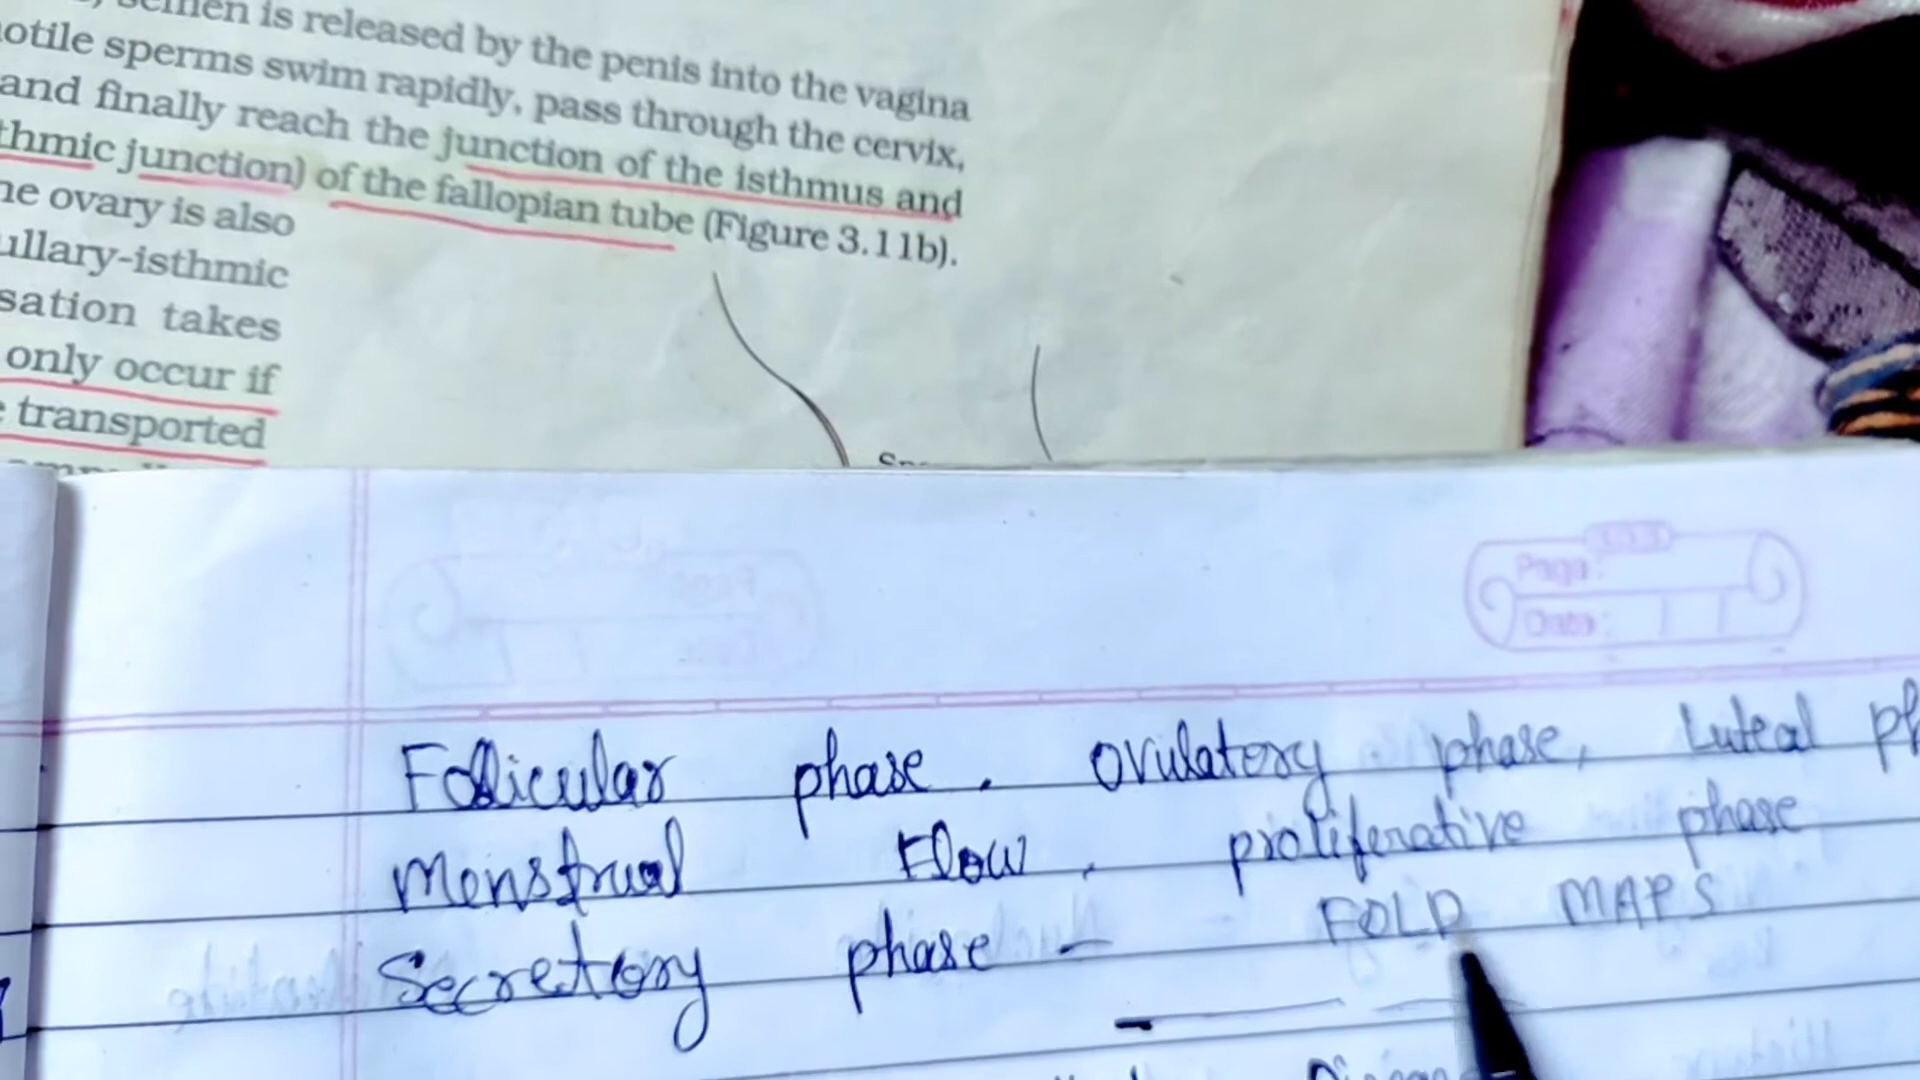 semen is released by the penis into the vagina
motile sperms swim rapidly, pass through the cervix,
and finally reach the junction of the isthmus and
thmic junction) of the fallopian tube (Figure 3.11b).
he ovary is also
ullary-isthmic
sation takes
only occur if
transported
Page:
Date:
Follicular phase, ovulatory phase, Luteal ph
Menstrual Flow, proliferative phase
Secretory phase - FOLD MAPS